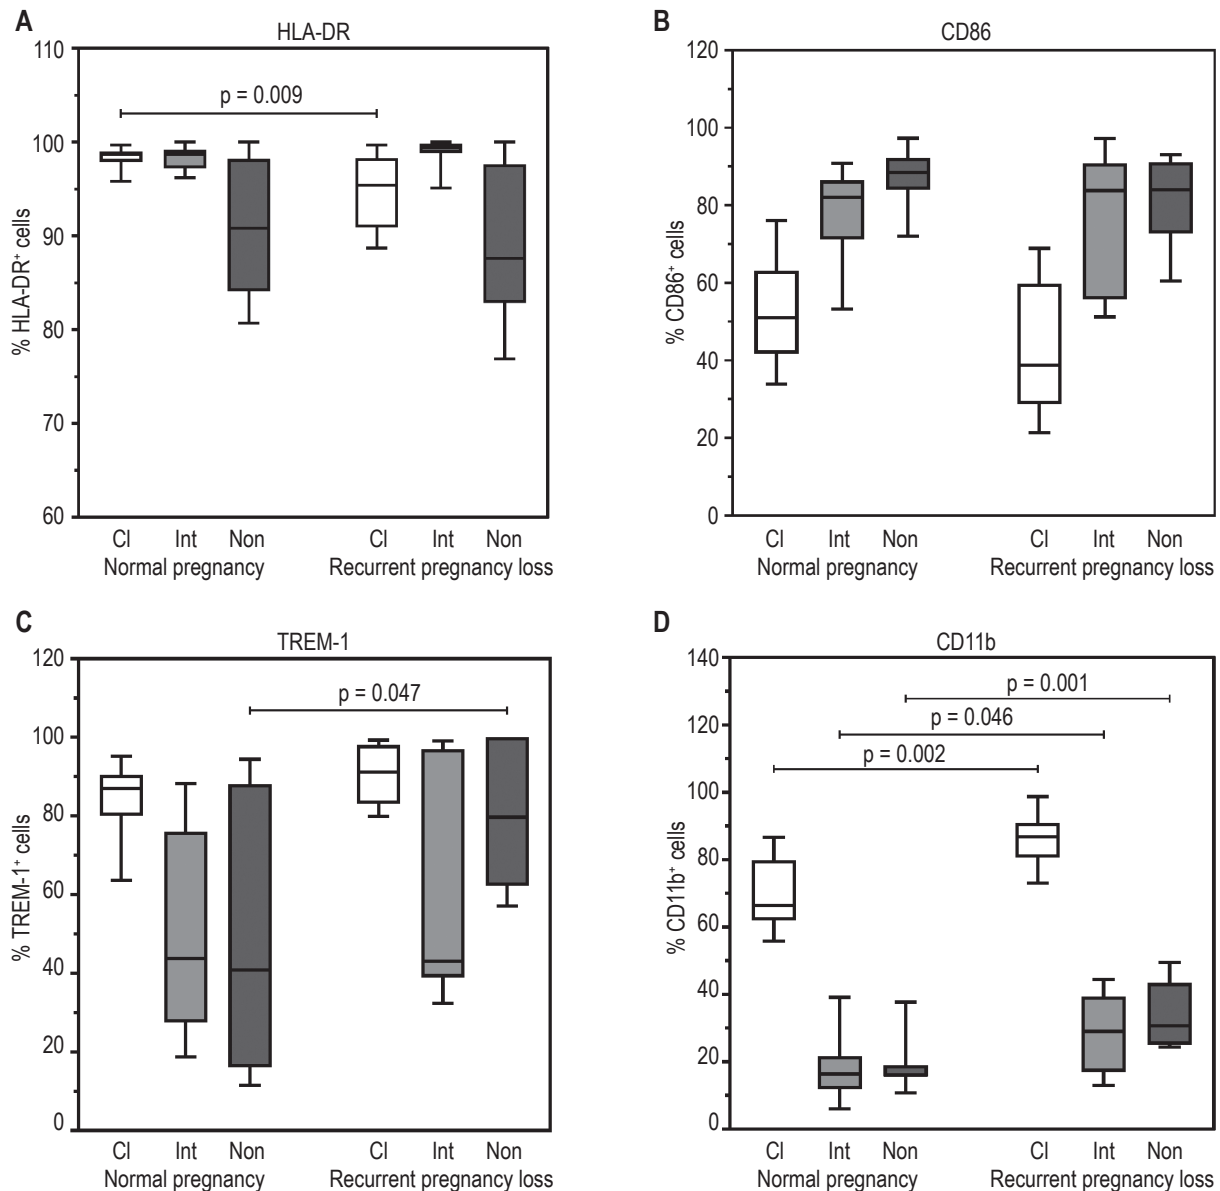 A
HLA-DR
% HLA-DR⁺ cells
110
100
90
80
70
60
p = 0.009
Cl Int Non Cl Int Non
Normal pregnancy Recurrent pregnancy loss
B
CD86
% CD86⁺ cells
120
100
80
60
40
20
0
Cl Int Non Cl Int Non
Normal pregnancy Recurrent pregnancy loss
C
TREM-1
% TREM-1⁺ cells
120
100
80
60
40
20
0
p = 0.047
Cl Int Non Cl Int Non
Normal pregnancy Recurrent pregnancy loss
D
CD11b
% CD11b⁺ cells
140
120
100
80
60
40
20
0
p = 0.001
p = 0.046
p = 0.002
Cl Int Non Cl Int Non
Normal pregnancy Recurrent pregnancy loss